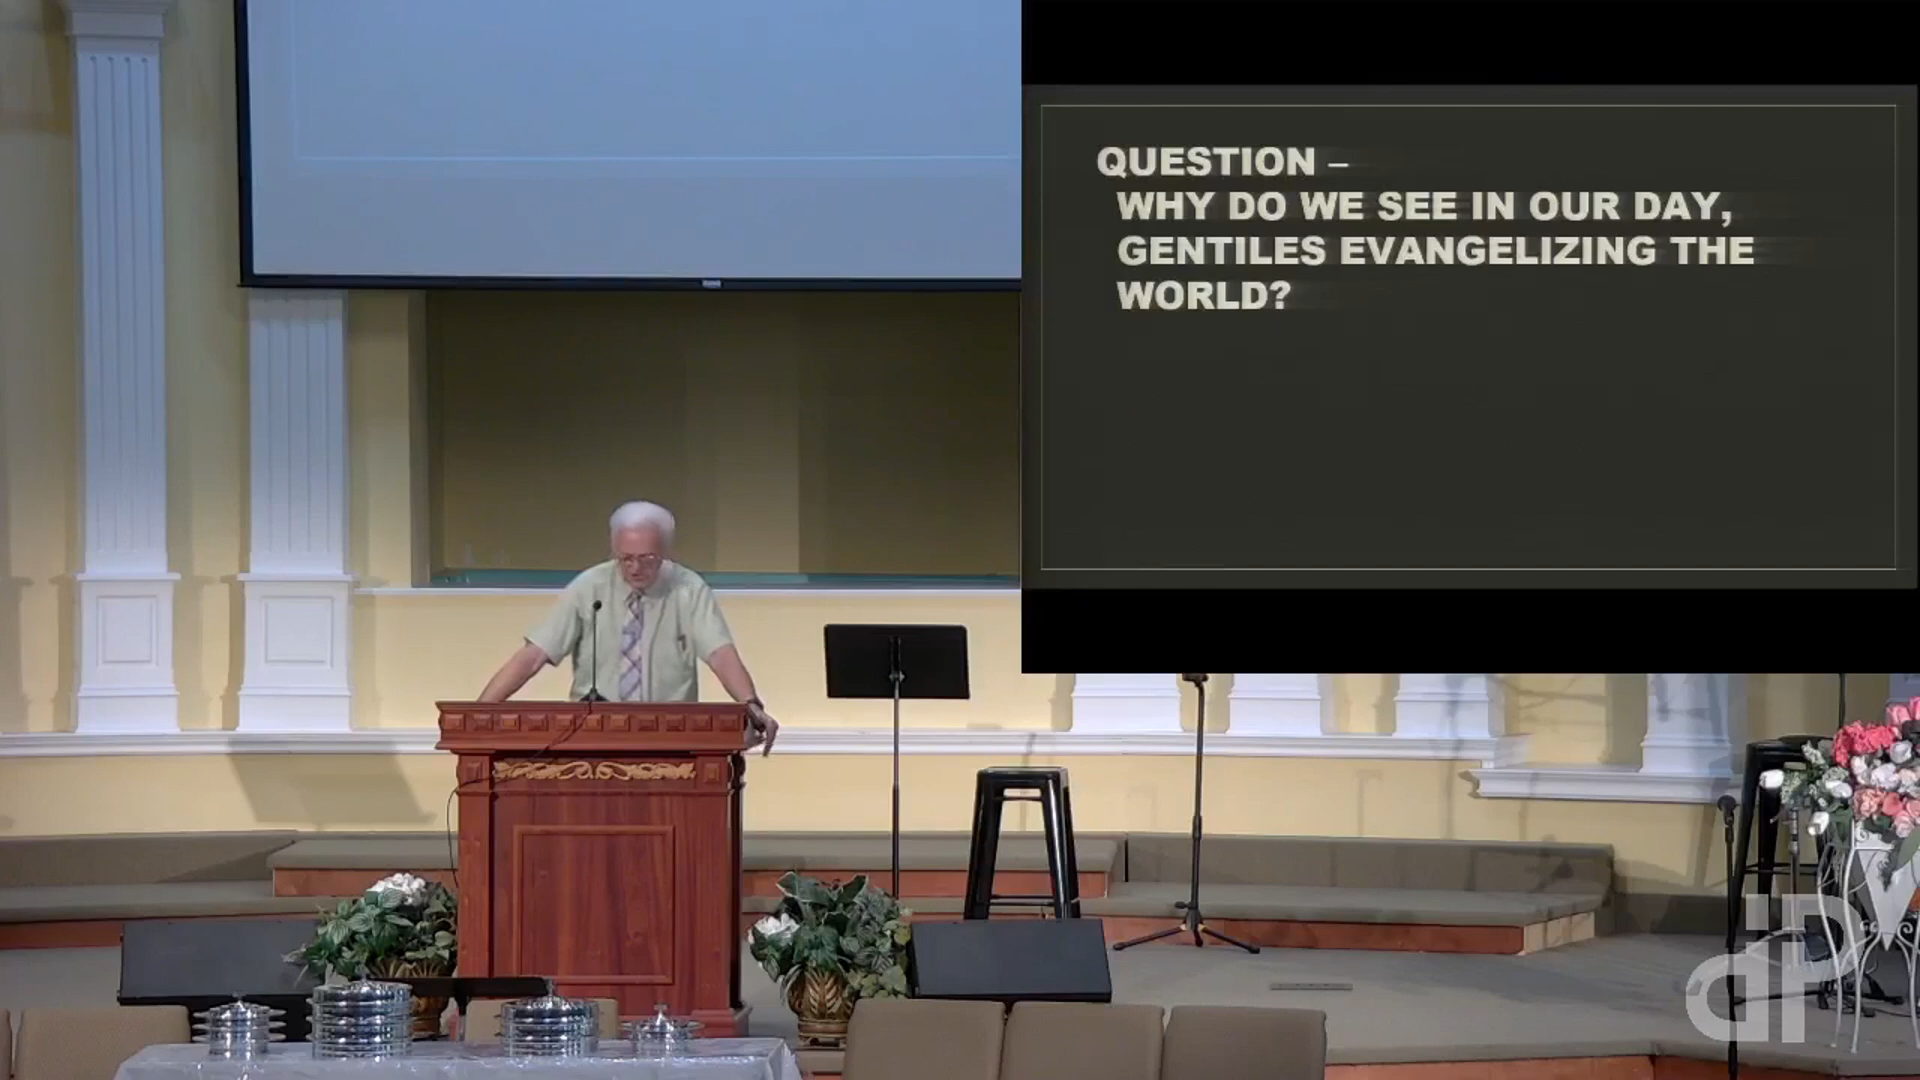 QUESTION –
WHY DO WE SEE IN OUR DAY,
GENTILES EVANGELIZING THE
WORLD?